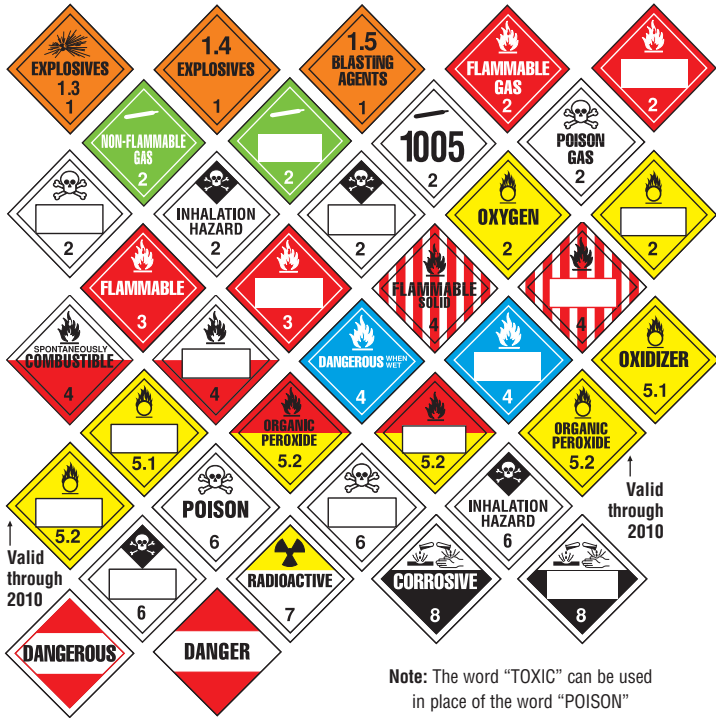 EXPLOSIVES
1.3
1
1.4
EXPLOSIVES
1
1.5
BLASTING
AGENTS
1
FLAMMABLE
GAS
2
2
NON-FLAMMABLE
GAS
2
2
1005
2
POISON
GAS
2
2
INHALATION
HAZARD
2
2
OXYGEN
2
2
FLAMMABLE
3
3
FLAMMABLE
SOLID
4
4
SPONTANEOUSLY
COMBUSTIBLE
4
4
DANGEROUS WHEN
WET
4
4
OXIDIZER
5.1
5.1
ORGANIC
PEROXIDE
5.2
5.2
ORGANIC
PEROXIDE
5.2
Valid
through
2010
5.2
Valid
through
2010
POISON
6
6
INHALATION
HAZARD
6
6
RADIOACTIVE
7
CORROSIVE
8
8
DANGEROUS
DANGER
Note: The word “TOXIC” can be used
in place of the word “POISON”